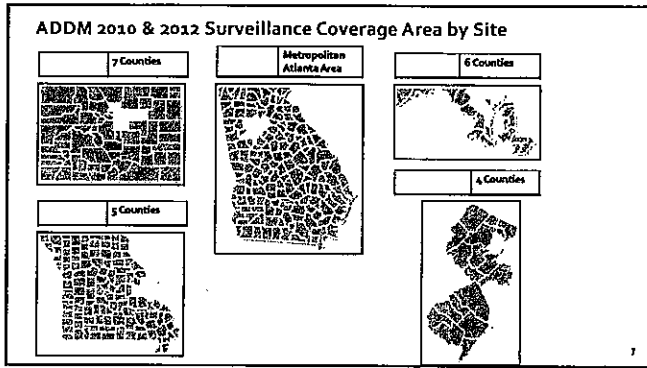 ADDM 2010 & 2012 Surveillance Coverage Area by Site
7 Counties
Metropolitan
Atlanta Area
6 Counties
5 Counties
4 Counties
7